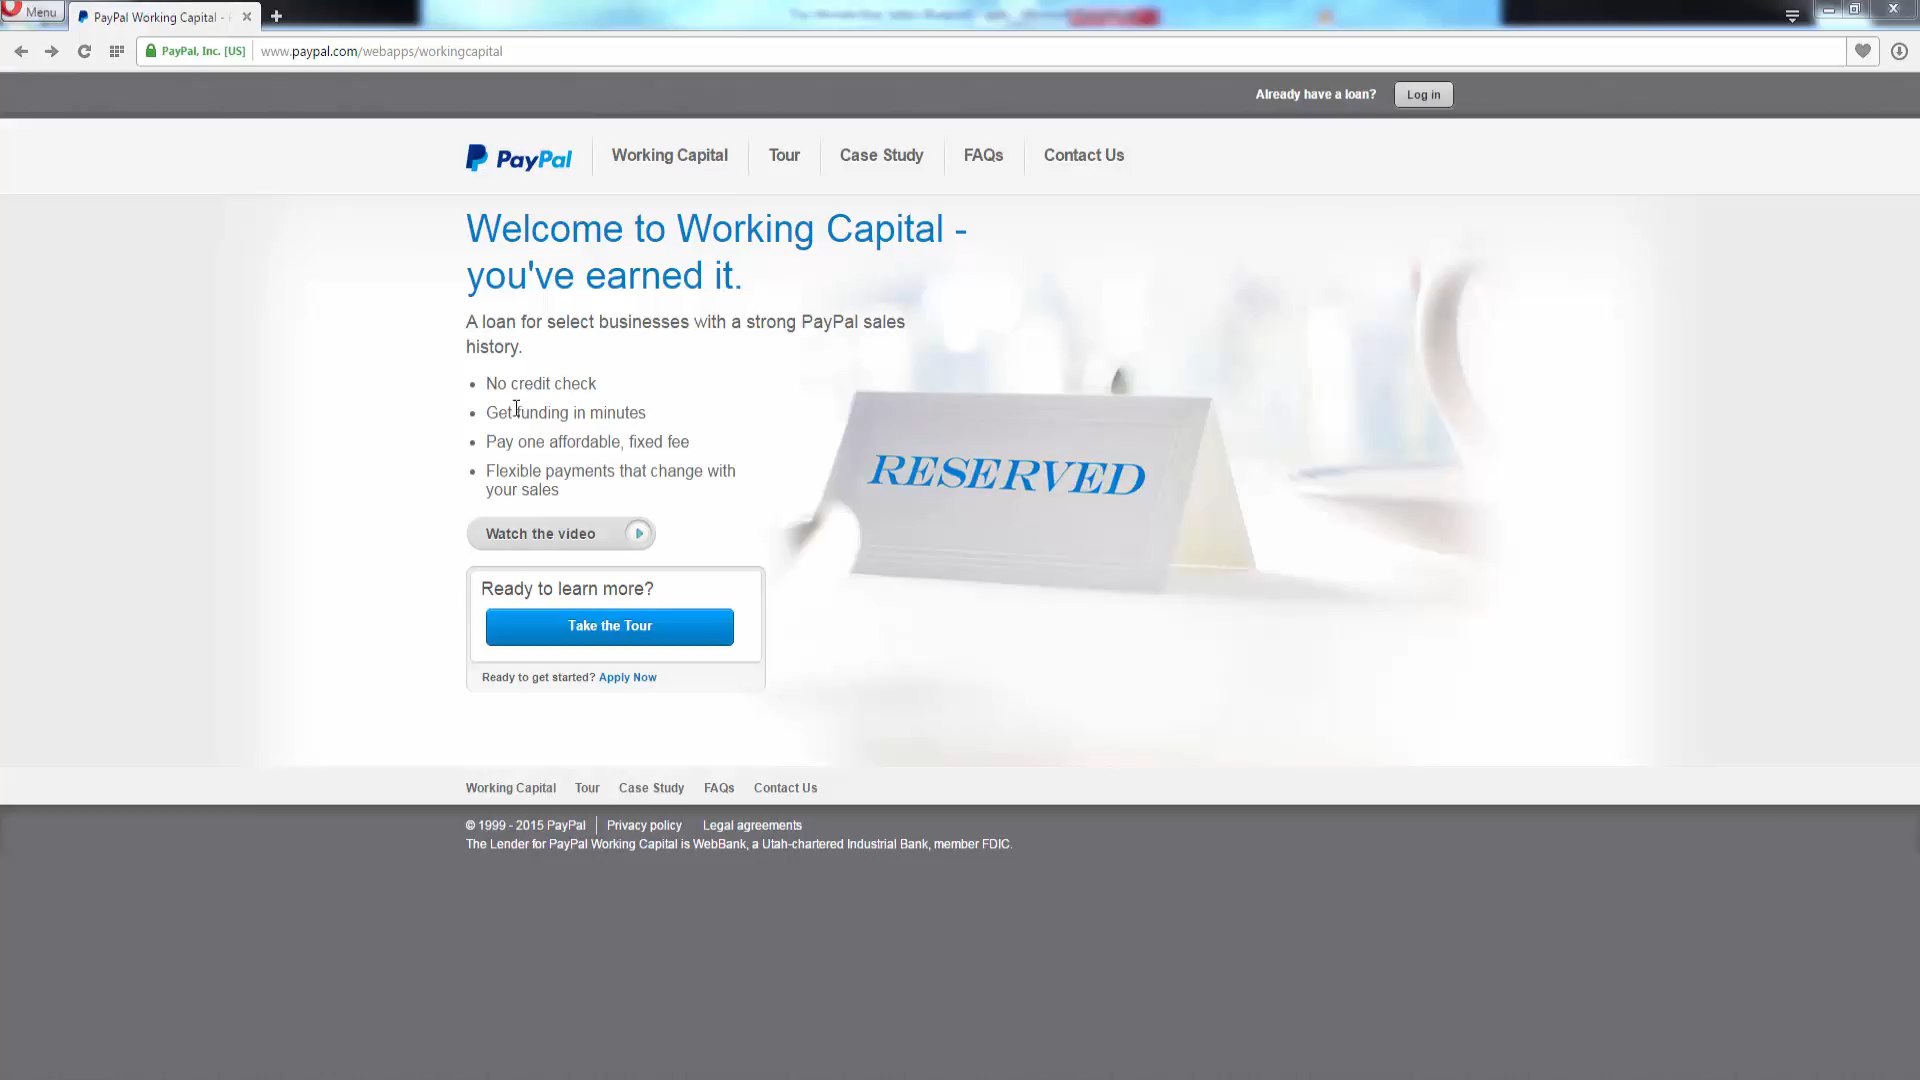 Menu
PayPal Working Capital -
PayPal, Inc. [US]
www.paypal.com/webapps/workingcapital
Already have a loan?
Log in
PayPal
Working Capital
Tour
Case Study
FAQs
Contact Us
Welcome to Working Capital -
you've earned it.
A loan for select businesses with a strong PayPal sales
history.
• No credit check
• Get funding in minutes
• Pay one affordable, fixed fee
• Flexible payments that change with
your sales
Watch the video
RESERVED
Ready to learn more?
Take the Tour
Ready to get started? Apply Now
Working Capital Tour Case Study FAQs Contact Us
© 1999 - 2015 PayPal Privacy policy Legal agreements
The Lender for PayPal Working Capital is WebBank, a Utah-chartered Industrial Bank, member FDIC.